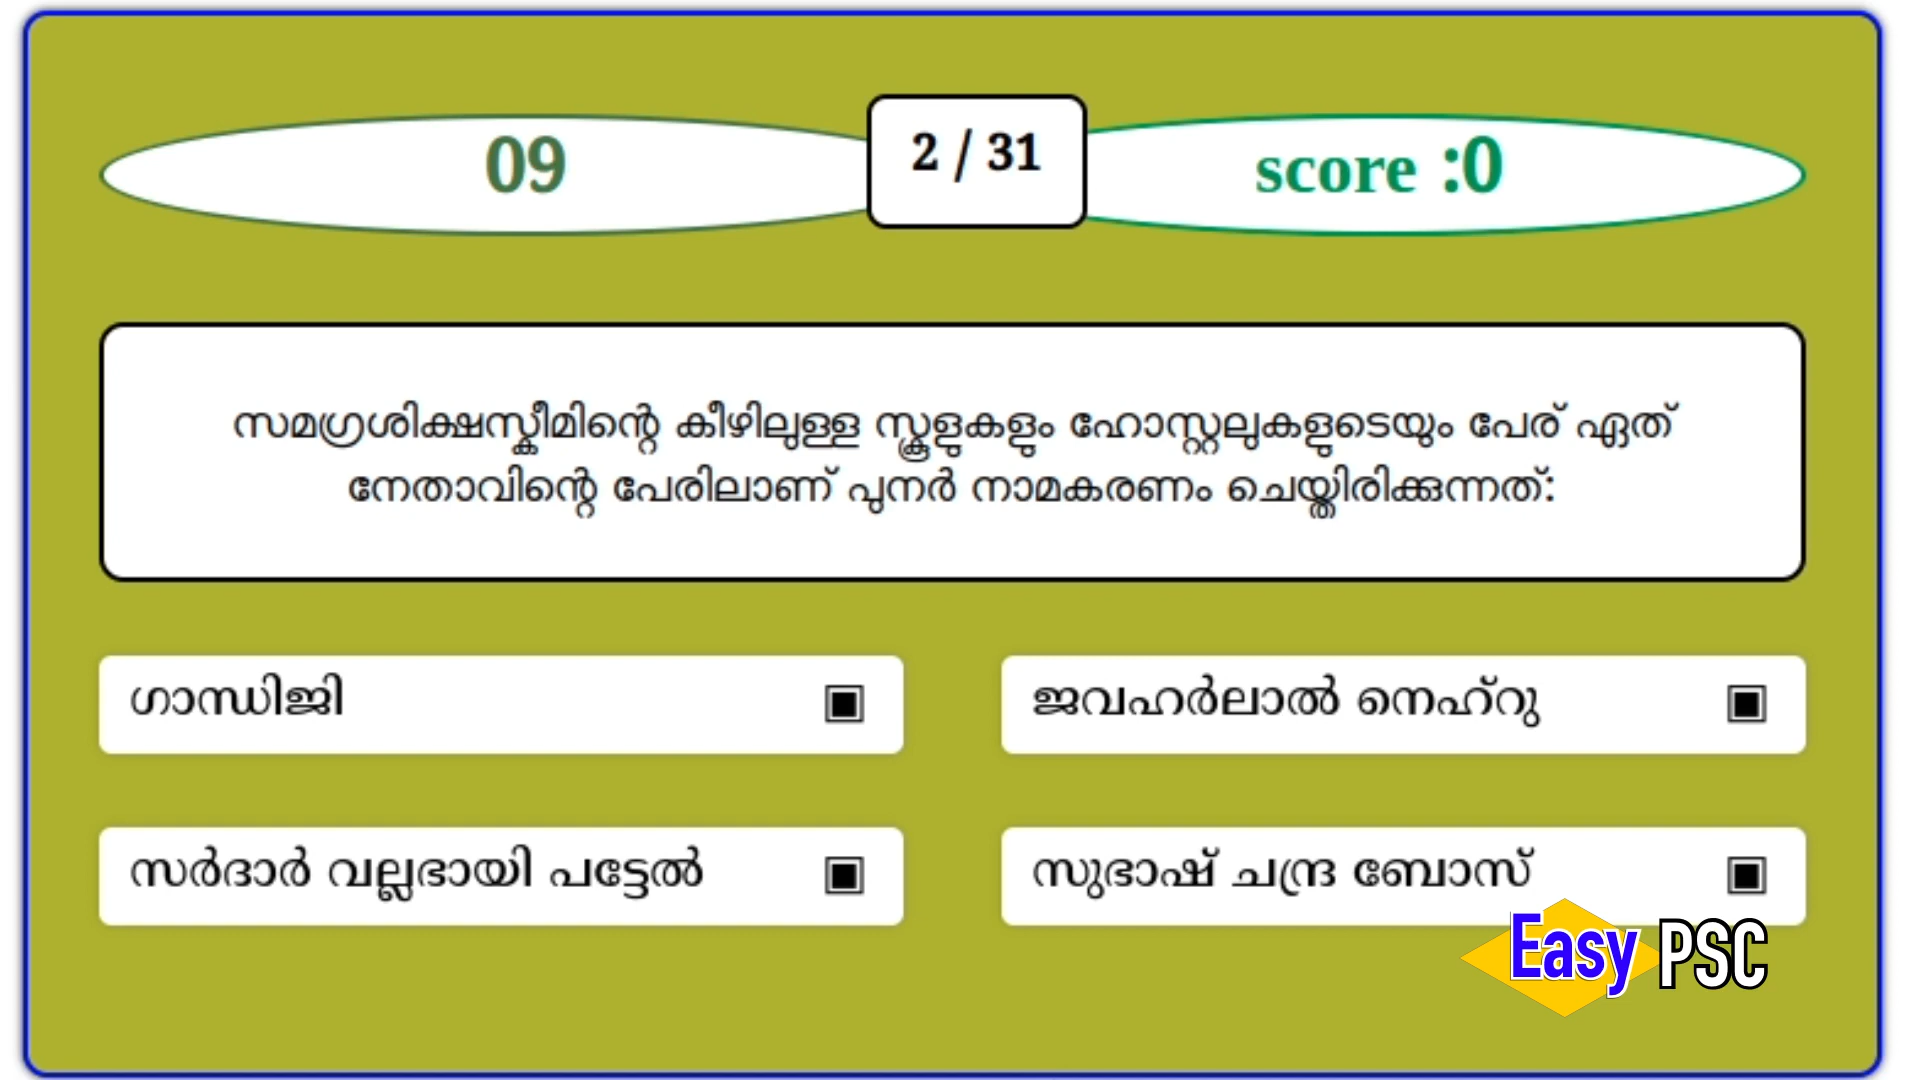 09
2 / 31
score :0
സമഗ്രശിക്ഷസ്കീമിന്റെ കീഴിലുള്ള സ്കൂളുകളും ഹോസ്റ്റലുകളുടെയും പേര് ഏത്
നേതാവിന്റെ പേരിലാണ് പുനർ നാമകരണം ചെയ്തിരിക്കുന്നത്:
ഗാന്ധിജി
ജവഹർലാൽ നെഹ്റു
സർദാർ വല്ലഭായി പട്ടേൽ
സുഭാഷ് ചന്ദ്ര ബോസ്
Easy PSC